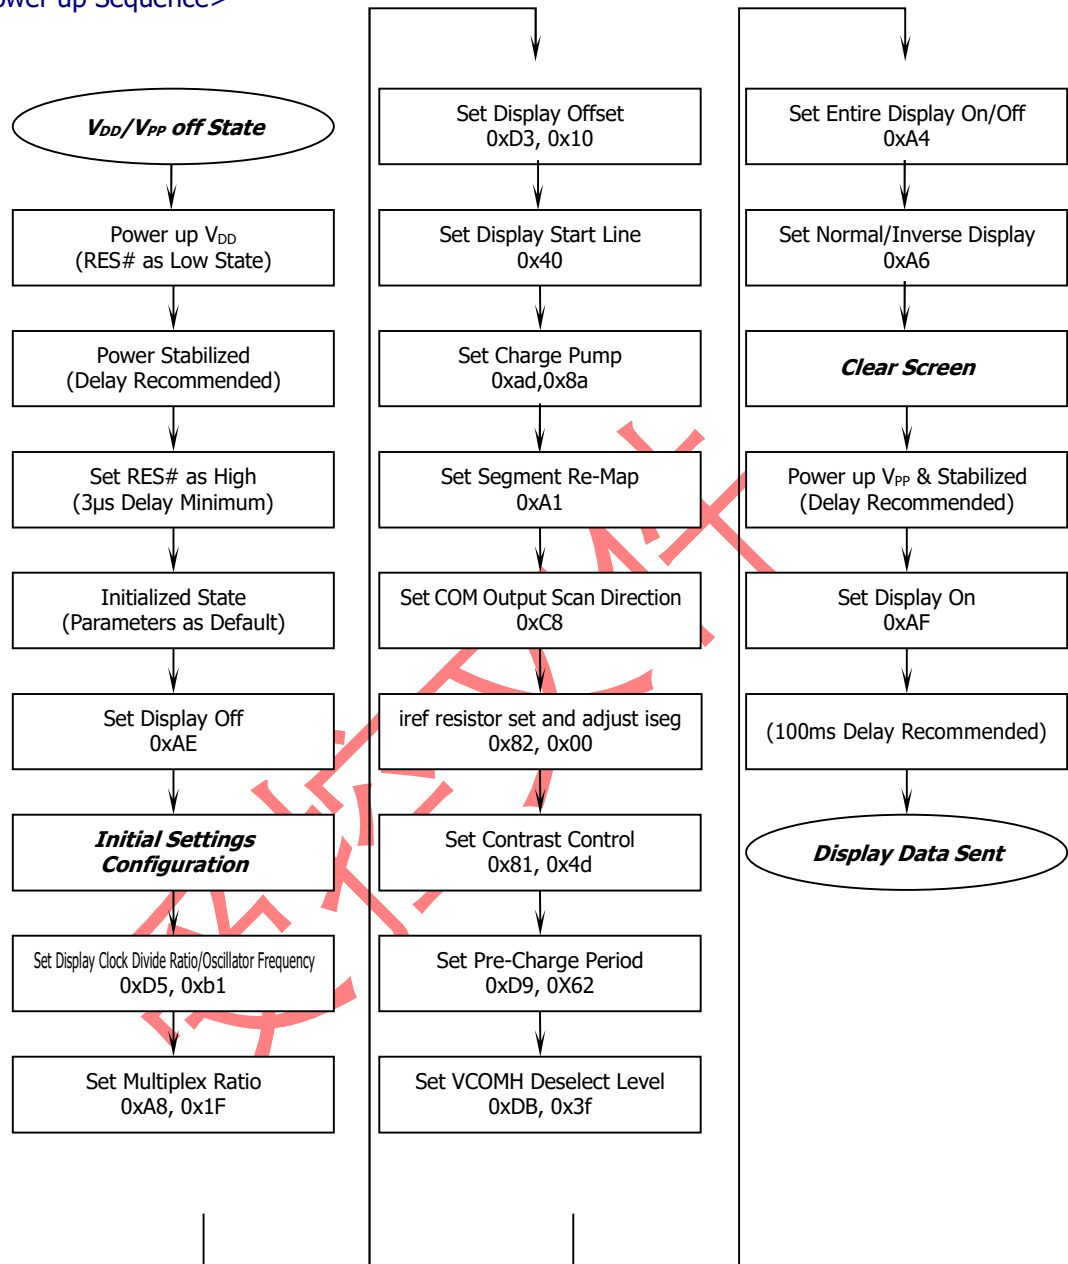 ower up Sequence>
VDD/VPP off State
Power up VDD
(RES# as Low State)
Power Stabilized
(Delay Recommended)
Set RES# as High
(3μs Delay Minimum)
Initialized State
(Parameters as Default)
Set Display Off
0xAE
Initial Settings
Configuration
Set Display Clock Divide Ratio/Oscillator Frequency
0xD5, 0xb1
Set Multiplex Ratio
0xA8, 0x1F
Set Display Offset
0xD3, 0x10
Set Display Start Line
0x40
Set Charge Pump
0xad,0x8a
Set Segment Re-Map
0xA1
Set COM Output Scan Direction
0xC8
iref resistor set and adjust iseg
0x82, 0x00
Set Contrast Control
0x81, 0x4d
Set Pre-Charge Period
0xD9, 0X62
Set VCOMH Deselect Level
0xDB, 0x3f
Set Entire Display On/Off
0xA4
Set Normal/Inverse Display
0xA6
Clear Screen
Power up VPP & Stabilized
(Delay Recommended)
Set Display On
0xAF
(100ms Delay Recommended)
Display Data Sent